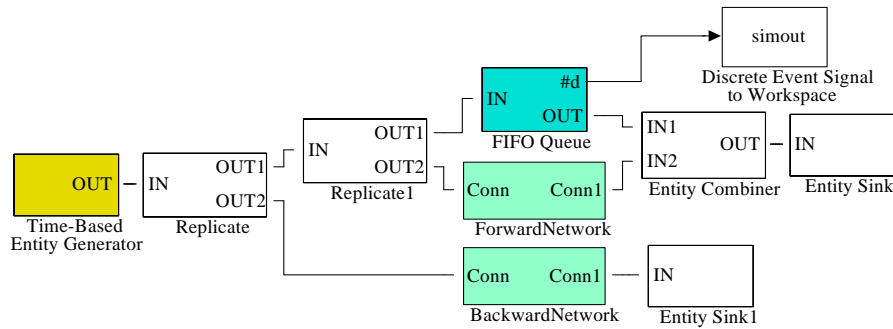 simout
Discrete Event Signal
to Workspace
#d
IN
OUT
FIFO Queue
OUT1
IN
OUT2
Replicate1
IN1
OUT
IN2
Entity Combiner
IN
Entity Sink
OUT
Time-Based
Entity Generator
OUT1
IN
OUT2
Replicate
Conn
Conn1
ForwardNetwork
Conn
Conn1
BackwardNetwork
IN
Entity Sink1